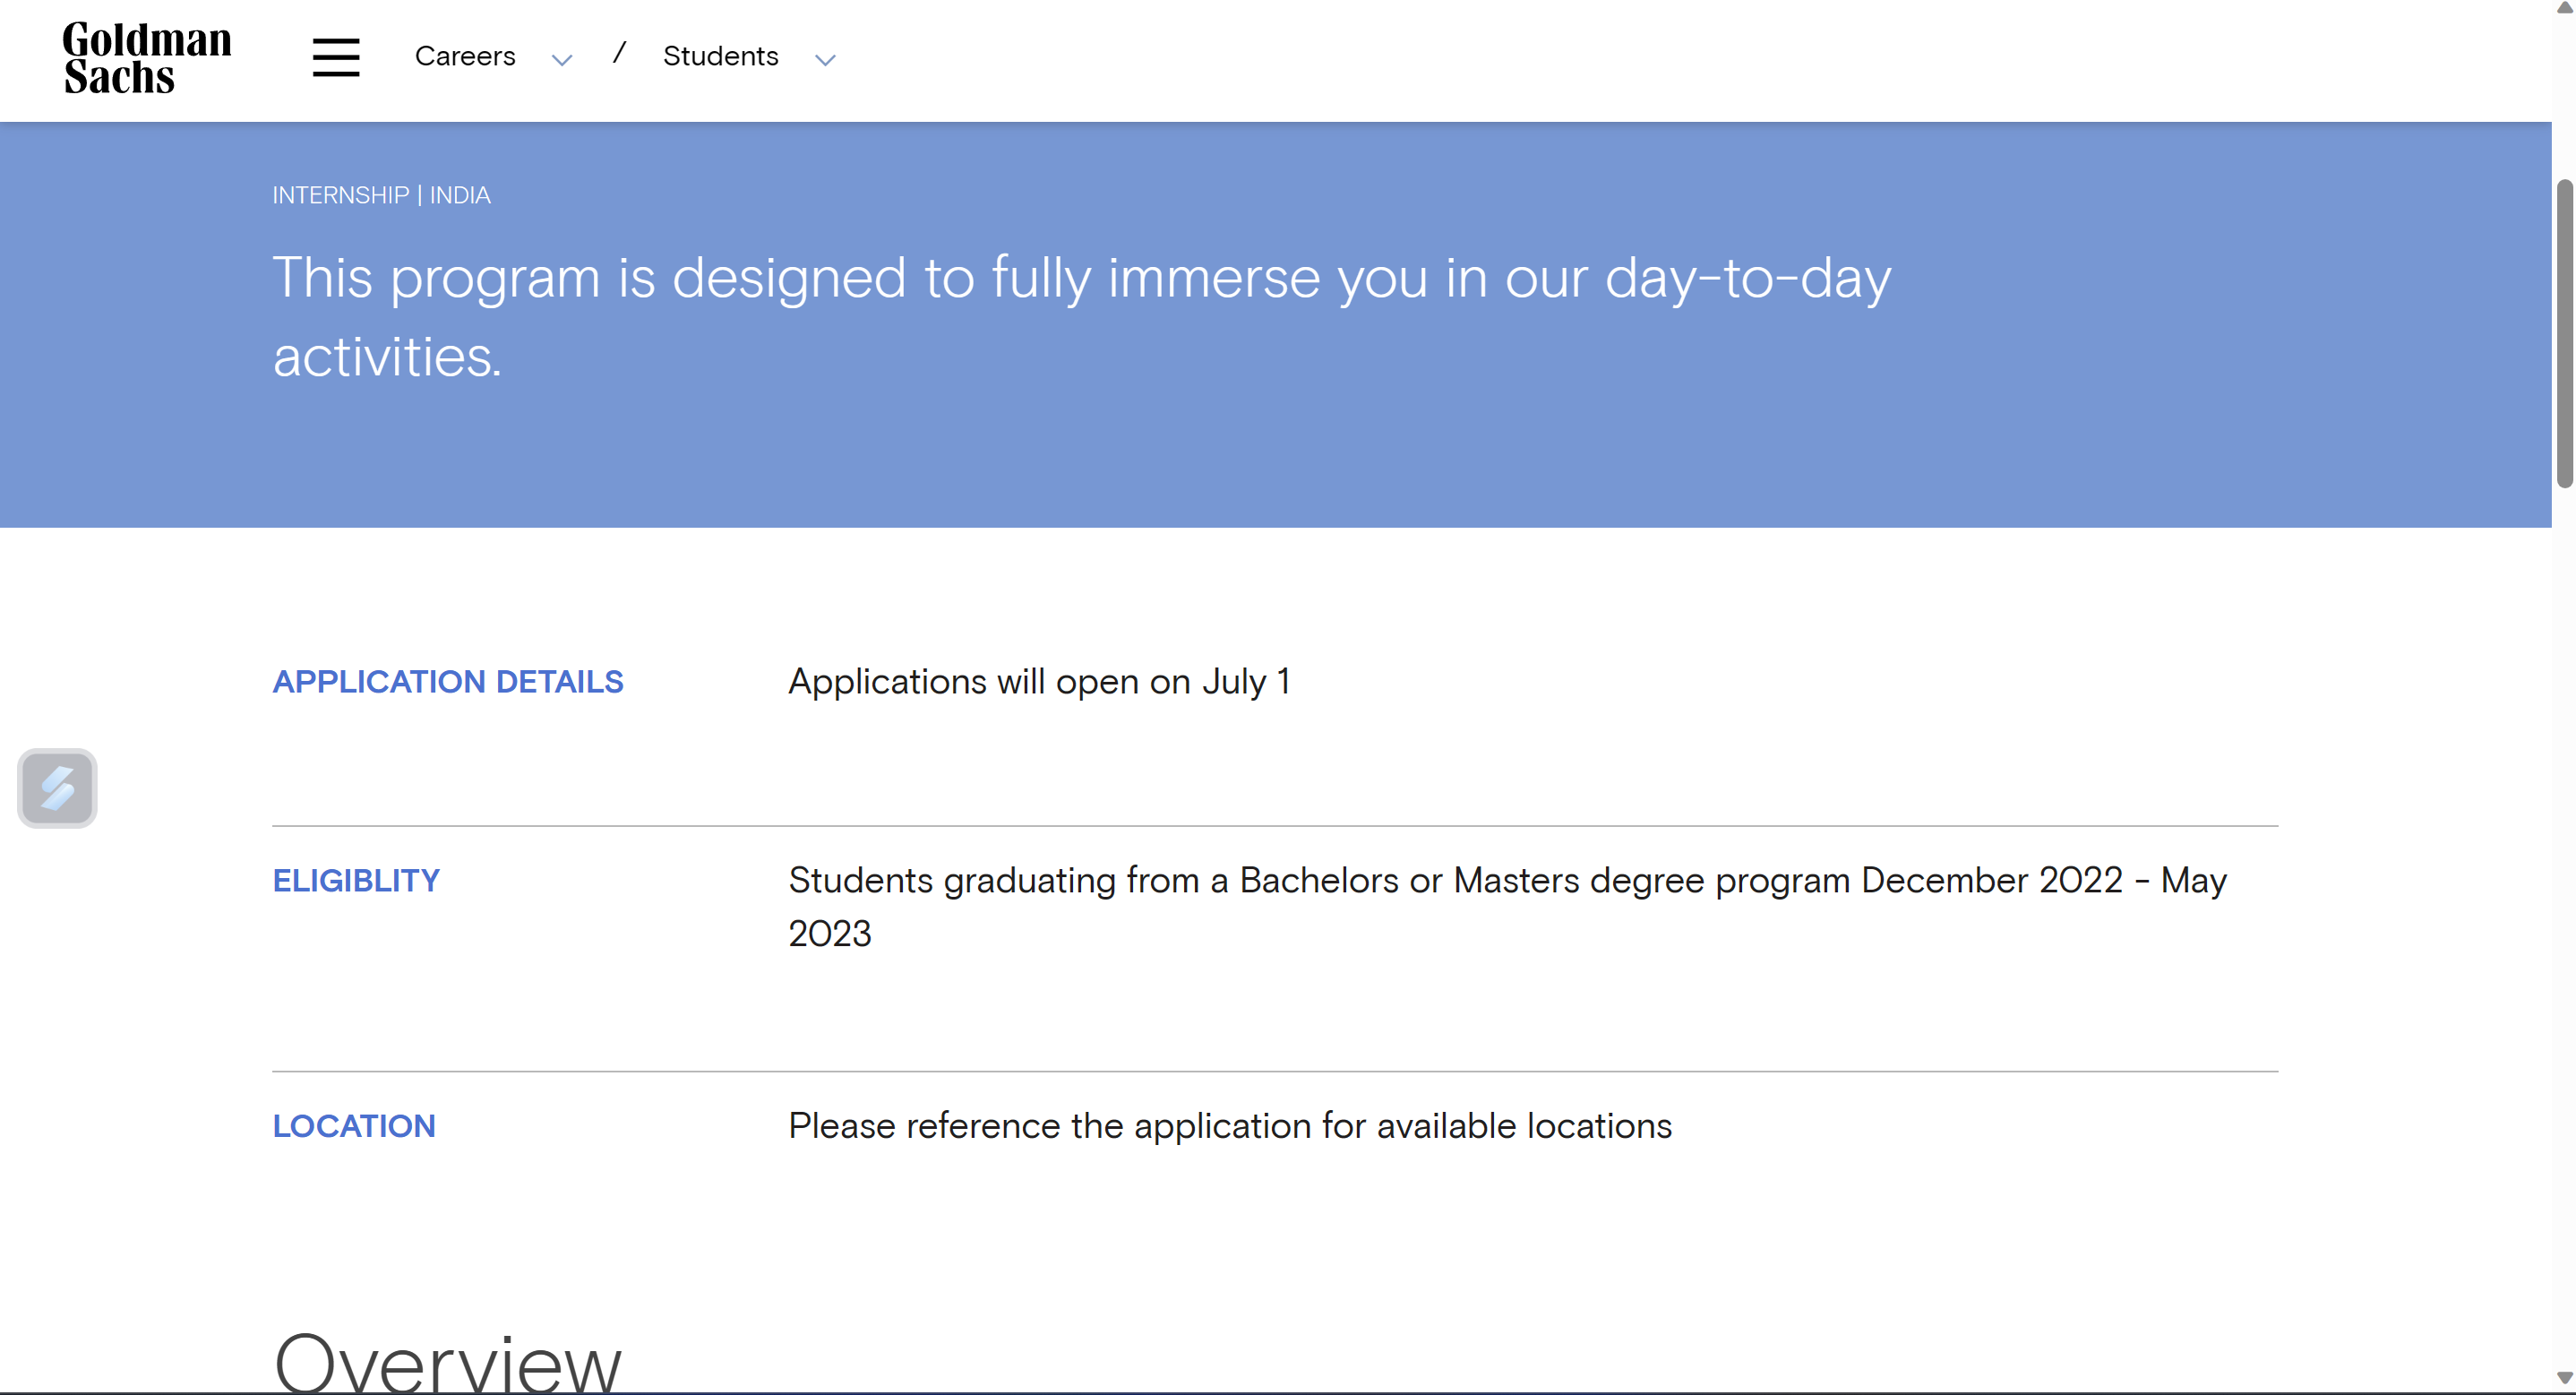 Goldman
Sachs
Careers / Students
INTERNSHIP | INDIA
This program is designed to fully immerse you in our day-to-day
activities.
APPLICATION DETAILS
Applications will open on July 1
ELIGIBLITY
Students graduating from a Bachelors or Masters degree program December 2022 - May
2023
LOCATION
Please reference the application for available locations
Overview